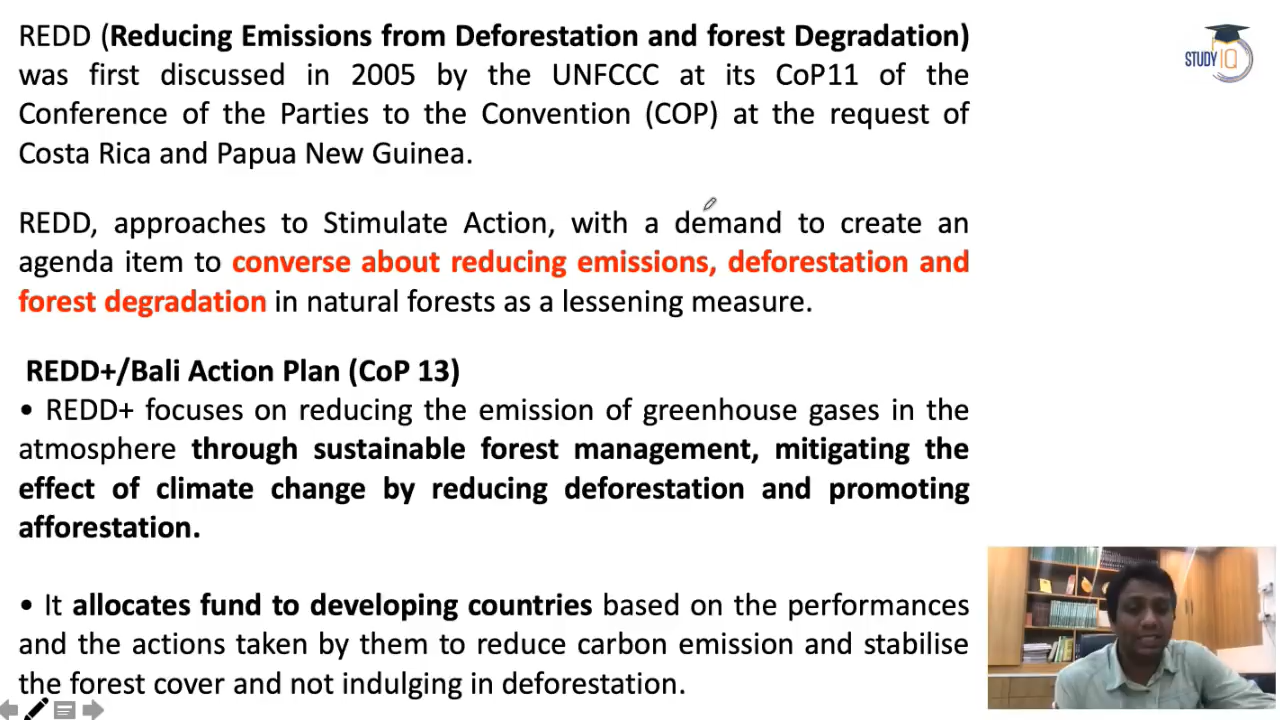 REDD (Reducing Emissions from Deforestation and forest Degradation)
was first discussed in 2005 by the UNFCCC at its CoP11 of the
Conference of the Parties to the Convention (COP) at the request of
Costa Rica and Papua New Guinea.
STUDY IQ
REDD, approaches to Stimulate Action, with a demand to create an
agenda item to converse about reducing emissions, deforestation and
forest degradation in natural forests as a lessening measure.
REDD+/Bali Action Plan (CoP 13)
• REDD+ focuses on reducing the emission of greenhouse gases in the
atmosphere through sustainable forest management, mitigating the
effect of climate change by reducing deforestation and promoting
afforestation.
• It allocates fund to developing countries based on the performances
and the actions taken by them to reduce carbon emission and stabilise
the forest cover and not indulging in deforestation.